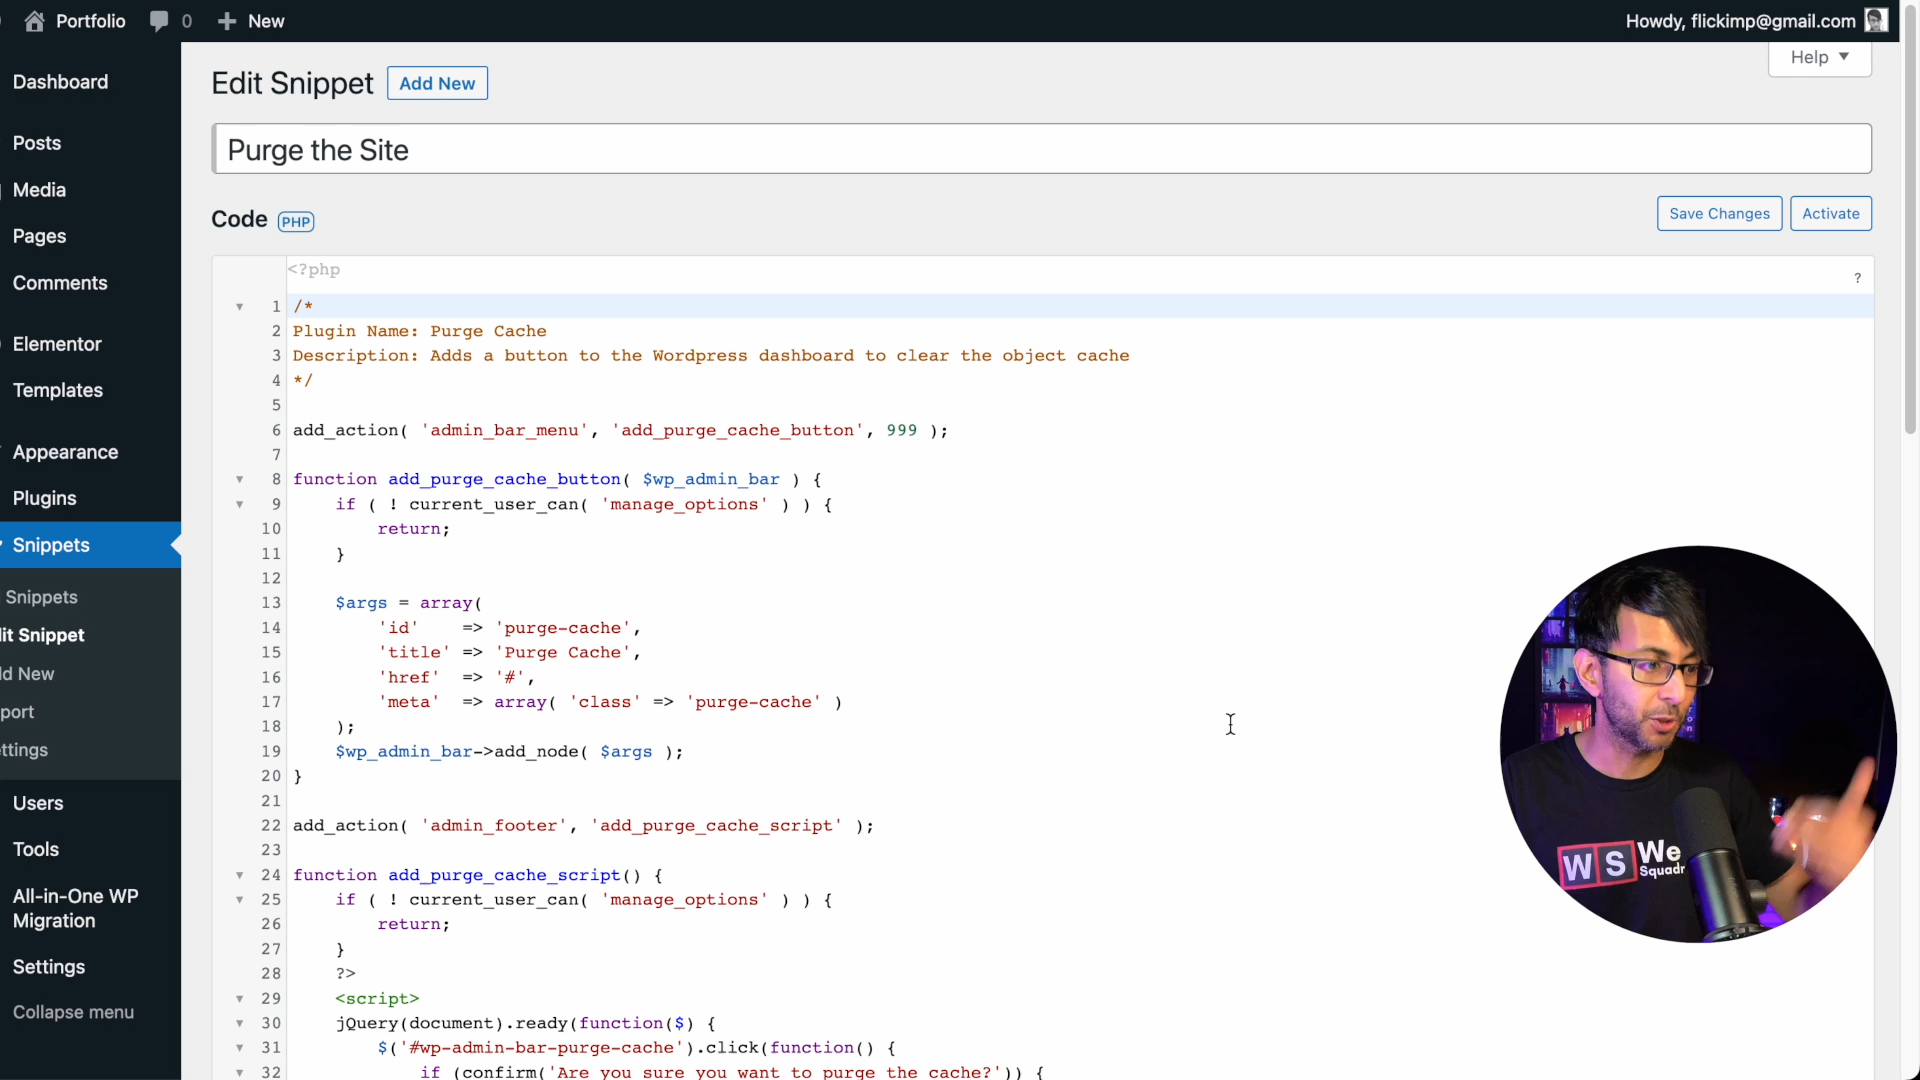 Portfolio 0 New Howdy, flickimp@gmail.com
Help ▼
Dashboard
Posts
Media
Pages
Comments
Elementor
Templates
Appearance
Plugins
Snippets
Snippets
it Snippet
d New
port
ttings
Users
Tools
All-in-One WP
Migration
Settings
Collapse menu
Edit Snippet Add New
Purge the Site
Code PHP
Save Changes Activate
<?php
?
1 /*
2 Plugin Name: Purge Cache
3 Description: Adds a button to the Wordpress dashboard to clear the object cache
4 */
5
6 add_action( 'admin_bar_menu', 'add_purge_cache_button', 999 );
7
8 function add_purge_cache_button( $wp_admin_bar ) {
9 if ( ! current_user_can( 'manage_options' ) ) {
10 return;
11 }
12
13 $args = array(
14 'id' => 'purge-cache',
15 'title' => 'Purge Cache',
16 'href' => '#',
17 'meta' => array( 'class' => 'purge-cache' )
18 );
19 $wp_admin_bar->add_node( $args );
20 }
21
22 add_action( 'admin_footer', 'add_purge_cache_script' );
23
24 function add_purge_cache_script() {
25 if ( ! current_user_can( 'manage_options' ) ) {
26 return;
27 }
28 ?>
29 <script>
30 jQuery(document).ready(function($) {
31 $('#wp-admin-bar-purge-cache').click(function() {
32 if (confirm('Are you sure you want to purge the cache?')) {
WS We
Squadr